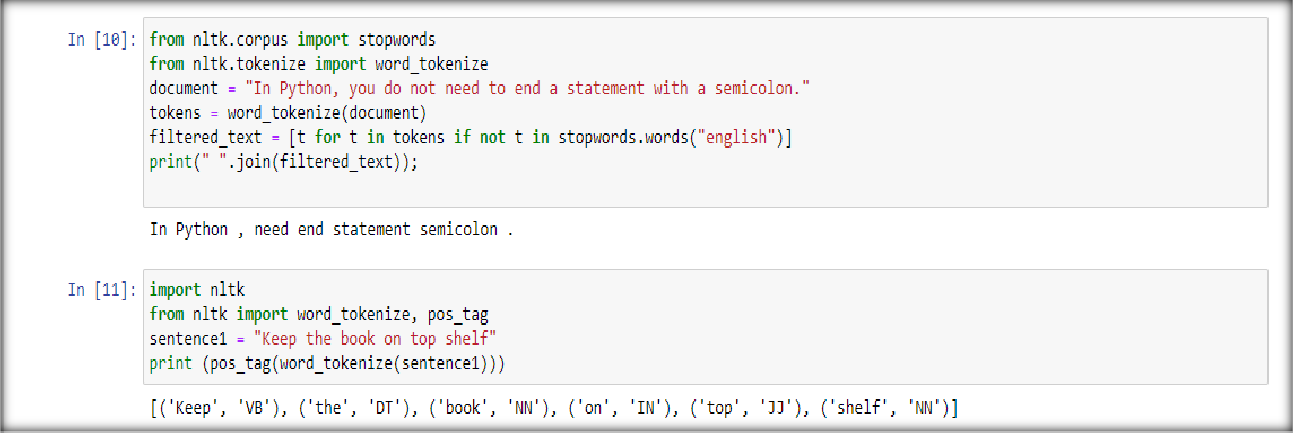 In [10]: from nltk.corpus import stopwords
from nltk.tokenize import word_tokenize
document = "In Python, you do not need to end a statement with a semicolon."
tokens = word_tokenize(document)
filtered_text = [t for t in tokens if not t in stopwords.words("english")]
print(" ".join(filtered_text));
In Python , need end statement semicolon .
In [11]: import nltk
from nltk import word_tokenize, pos_tag
sentence1 = "Keep the book on top shelf"
print (pos_tag(word_tokenize(sentence1)))
[('Keep', 'VB'), ('the', 'DT'), ('book', 'NN'), ('on', 'IN'), ('top', 'JJ'), ('shelf', 'NN')]